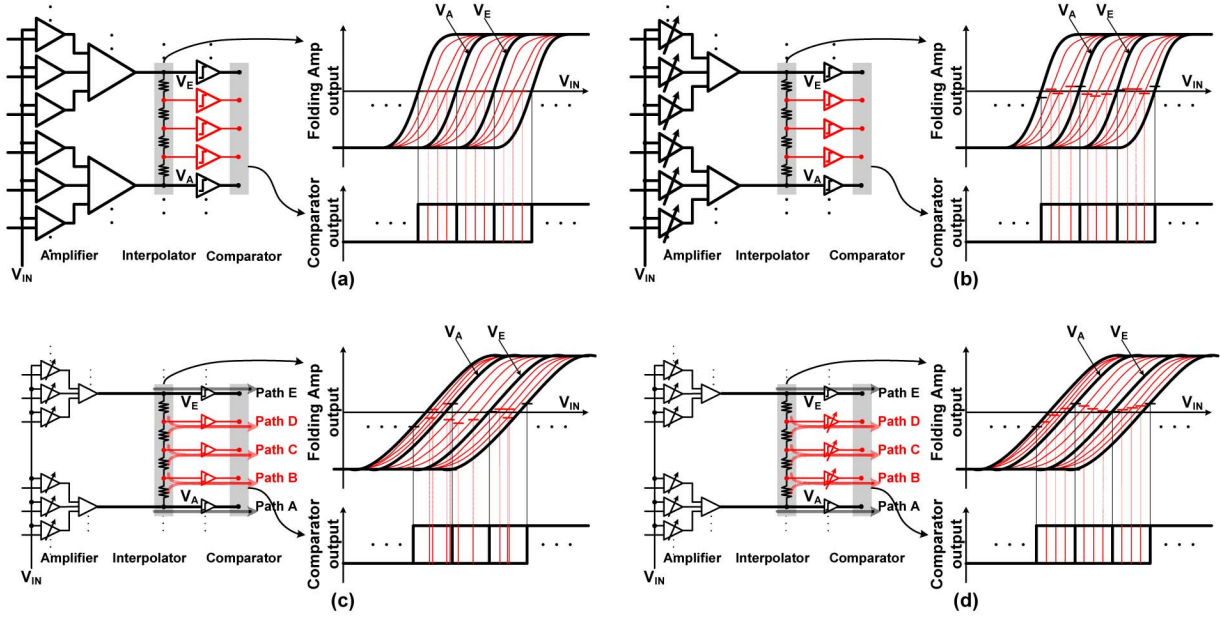 V_E
V_A
Amplifier
Interpolator
Comparator
V_IN
Folding Amp
output
V_A
V_E
V_IN
Comparator
output
(a)
V_E
V_A
Amplifier
Interpolator
Comparator
V_IN
Folding Amp
output
V_A
V_E
V_IN
Comparator
output
(b)
Path E
V_E
Path D
Path C
Path B
V_A
Path A
Amplifier
Interpolator
Comparator
V_IN
Folding Amp
output
V_A
V_E
V_IN
Comparator
output
(c)
Path E
V_E
Path D
Path C
Path B
V_A
Path A
Amplifier
Interpolator
Comparator
V_IN
Folding Amp
output
V_A
V_E
V_IN
Comparator
output
(d)